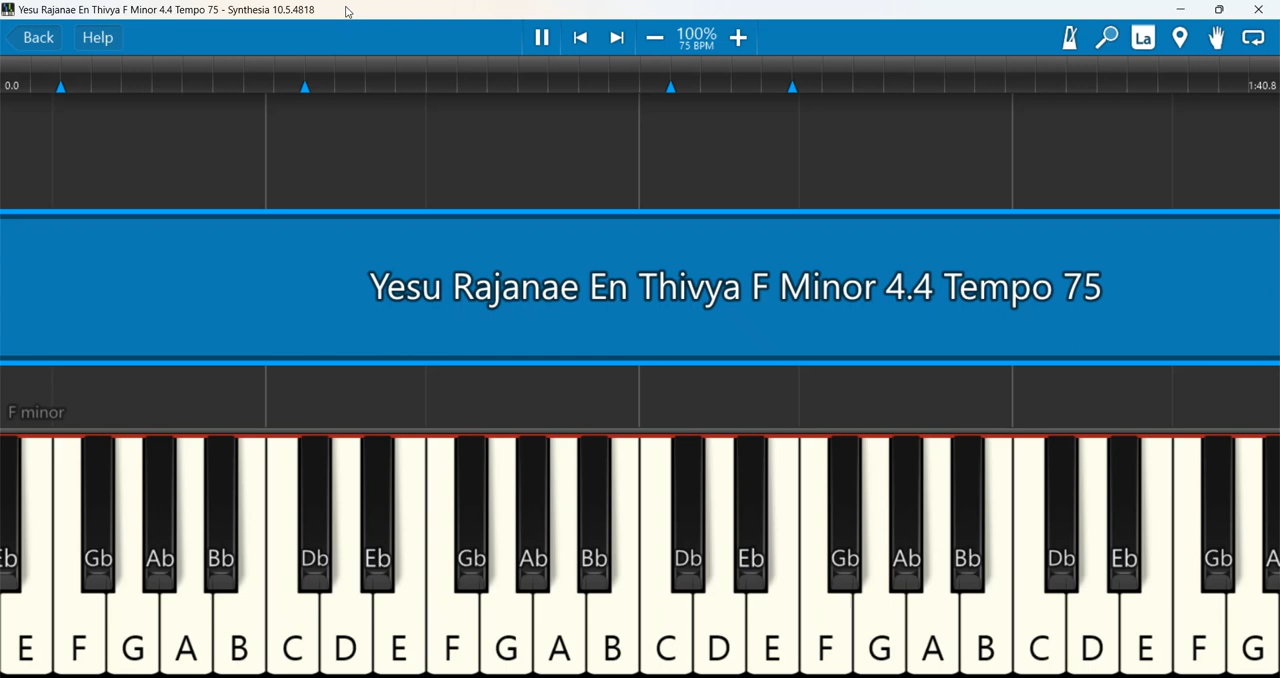 Yesu Rajanae En Thivya F Minor 4.4 Tempo 75 - Synthesia 10.5.4818
Back Help 100% La
75 BPM
0.0 1:40.8
Yesu Rajanae En Thivya F Minor 4.4 Tempo 75
F minor
Eb Gb Ab Bb Db Eb Gb Ab Bb Db Eb Gb Ab Bb Db Eb Gb A
E F G A B C D E F G A B C D E F G A B C D E F G